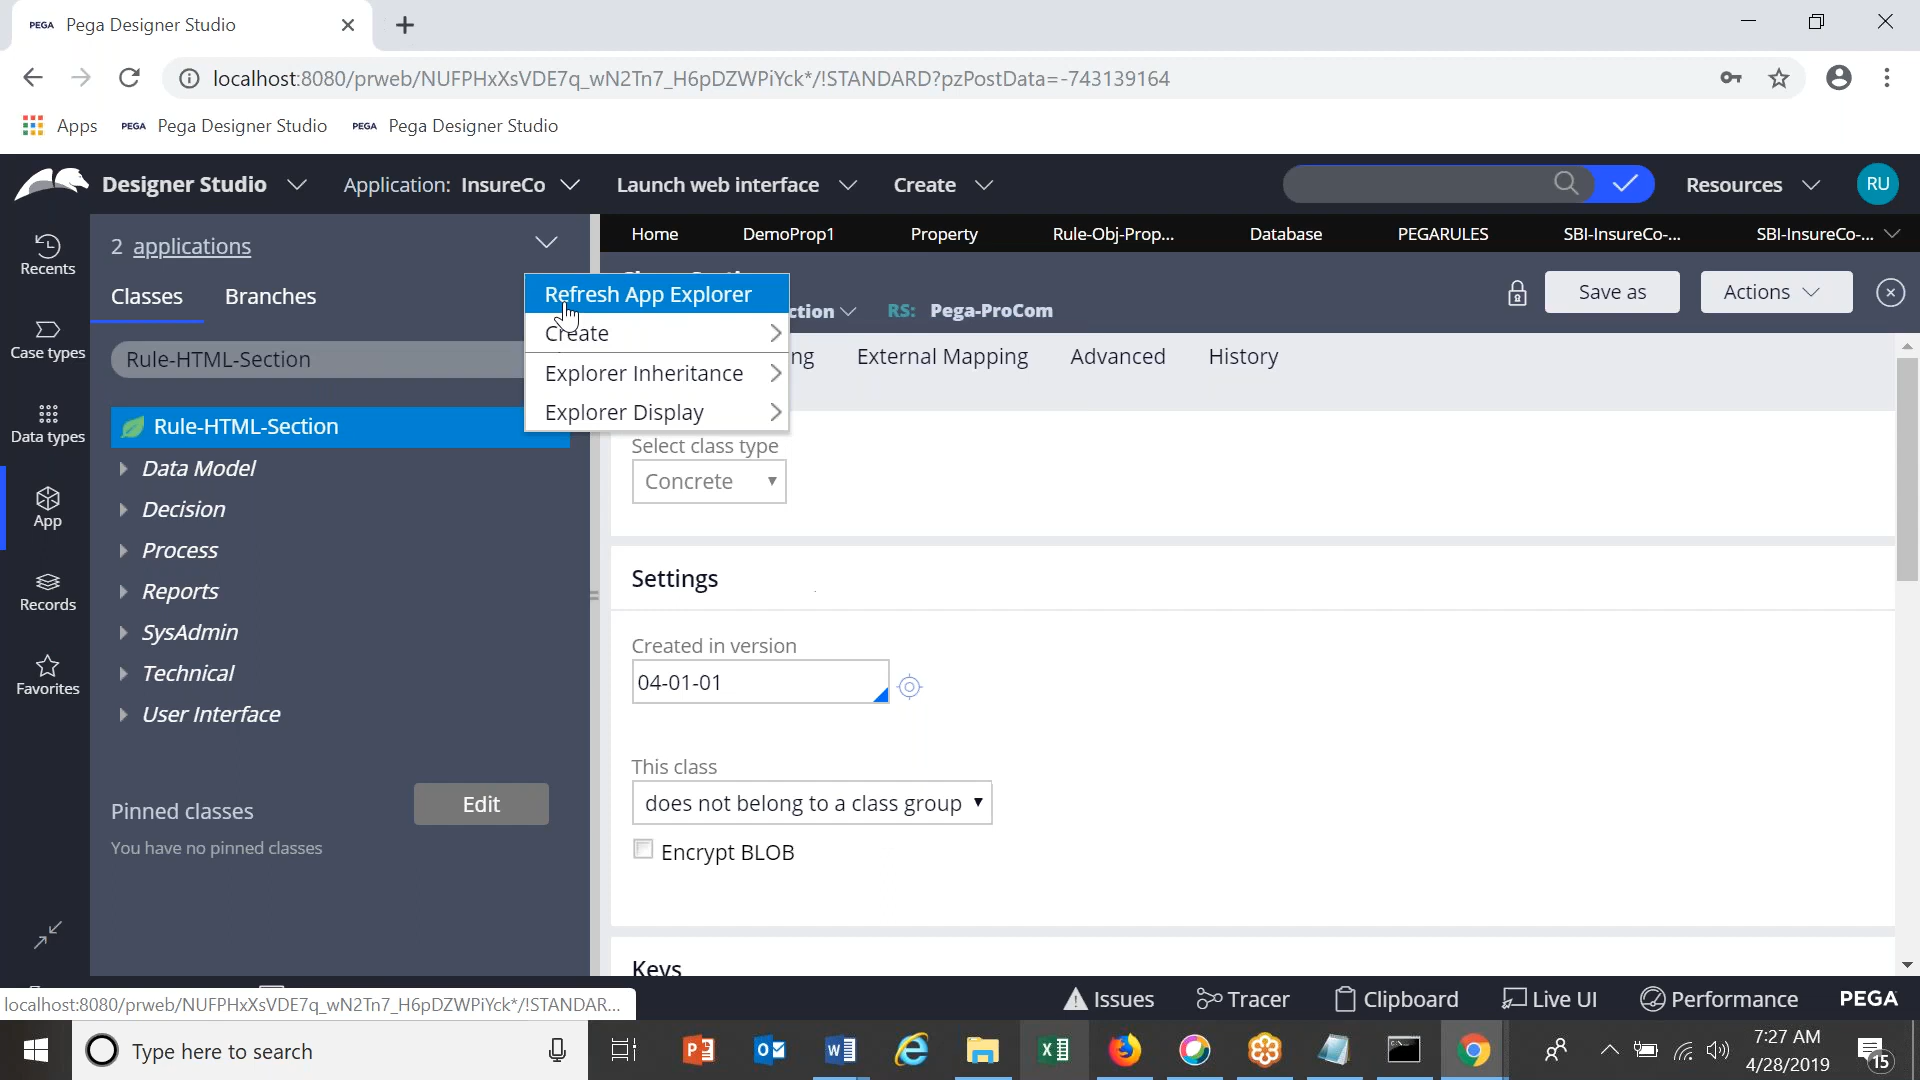 PEGA Pega Designer Studio
localhost:8080/prweb/NUFPHxXsVDE7q_wN2Tn7_H6pDZWPiYck*/!STANDARD?pzPostData=-743139164
Apps PEGA Pega Designer Studio PEGA Pega Designer Studio
Designer Studio Application: InsureCo Launch web interface Create Resources RU
Recents
Case types
Data types
App
Records
Favorites
2 applications
Classes Branches
Rule-HTML-Section
Rule-HTML-Section
Data Model
Decision
Process
Reports
SysAdmin
Technical
User Interface
Pinned classes Edit
You have no pinned classes
Refresh App Explorer
Create
Explorer Inheritance
Explorer Display
Home DemoProp1 Property Rule-Obj-Prop... Database PEGARULES SBI-InsureCo-... SBI-InsureCo-...
ction RS: Pega-ProCom
Save as Actions
ng External Mapping Advanced History
Select class type
Concrete
Settings
Created in version
04-01-01
This class
does not belong to a class group
Encrypt BLOB
Keys
localhost:8080/prweb/NUFPHxXsVDE7q_wN2Tn7_H6pDZWPiYck*/!STANDAR...
Issues Tracer Clipboard Live UI Performance PEGA
Type here to search
7:27 AM
4/28/2019
15